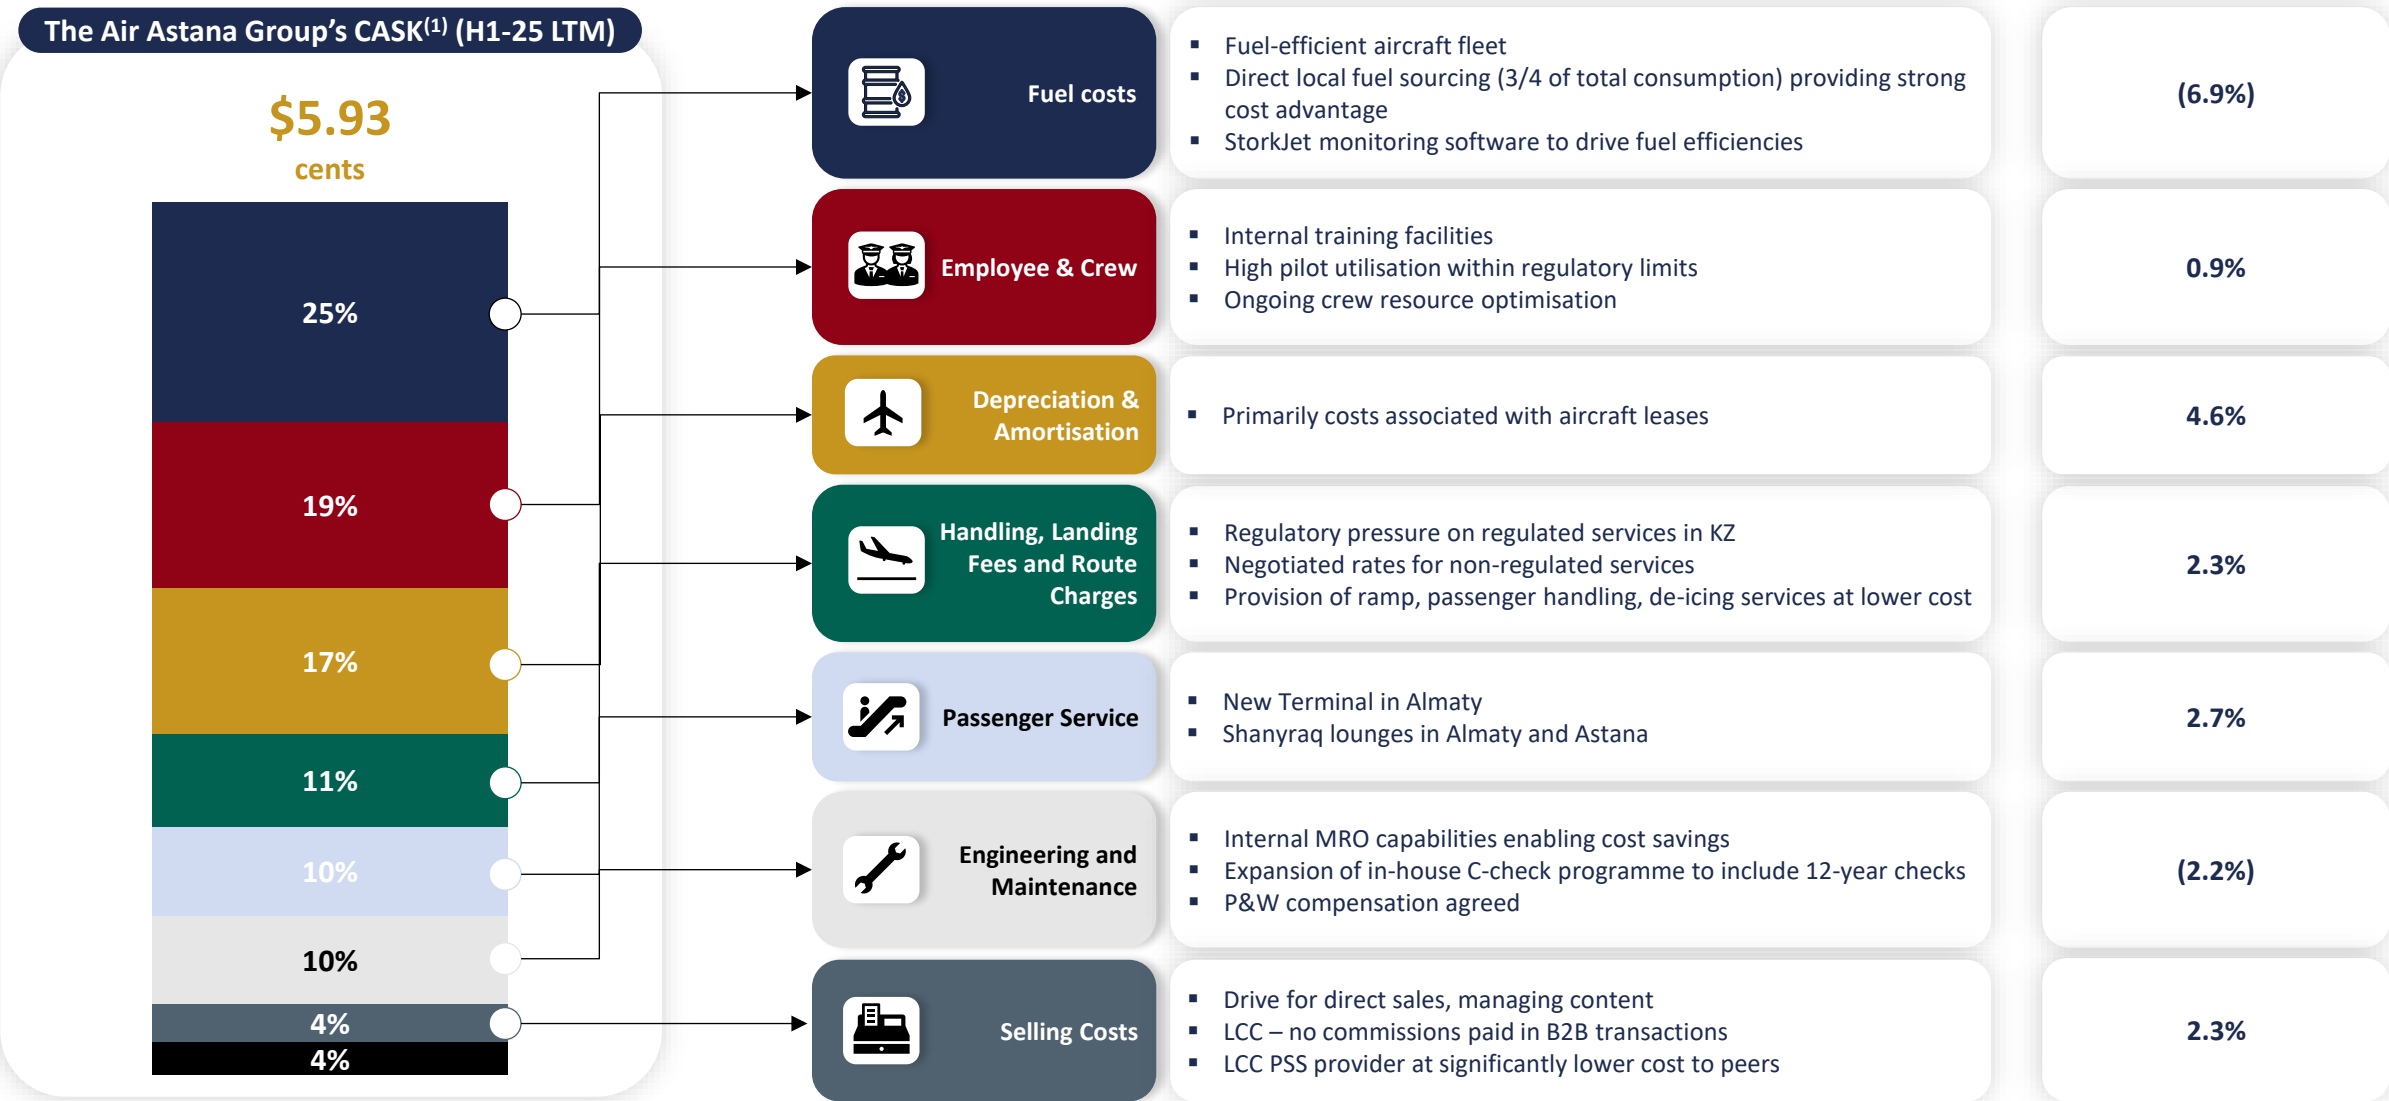 The Air Astana Group's CASK(1) (H1-25 LTM)
$5.93
cents
25%
19%
17%
11%
10%
10%
4%
4%
Fuel costs
▪ Fuel-efficient aircraft fleet
▪ Direct local fuel sourcing (3/4 of total consumption) providing strong
cost advantage
▪ StorkJet monitoring software to drive fuel efficiencies
(6.9%)
Employee & Crew
▪ Internal training facilities
▪ High pilot utilisation within regulatory limits
▪ Ongoing crew resource optimisation
0.9%
Depreciation &
Amortisation
▪ Primarily costs associated with aircraft leases
4.6%
Handling, Landing
Fees and Route
Charges
▪ Regulatory pressure on regulated services in KZ
▪ Negotiated rates for non-regulated services
▪ Provision of ramp, passenger handling, de-icing services at lower cost
2.3%
Passenger Service
▪ New Terminal in Almaty
▪ Shanyraq lounges in Almaty and Astana
2.7%
Engineering and
Maintenance
▪ Internal MRO capabilities enabling cost savings
▪ Expansion of in-house C-check programme to include 12-year checks
▪ P&W compensation agreed
(2.2%)
Selling Costs
▪ Drive for direct sales, managing content
▪ LCC – no commissions paid in B2B transactions
▪ LCC PSS provider at significantly lower cost to peers
2.3%